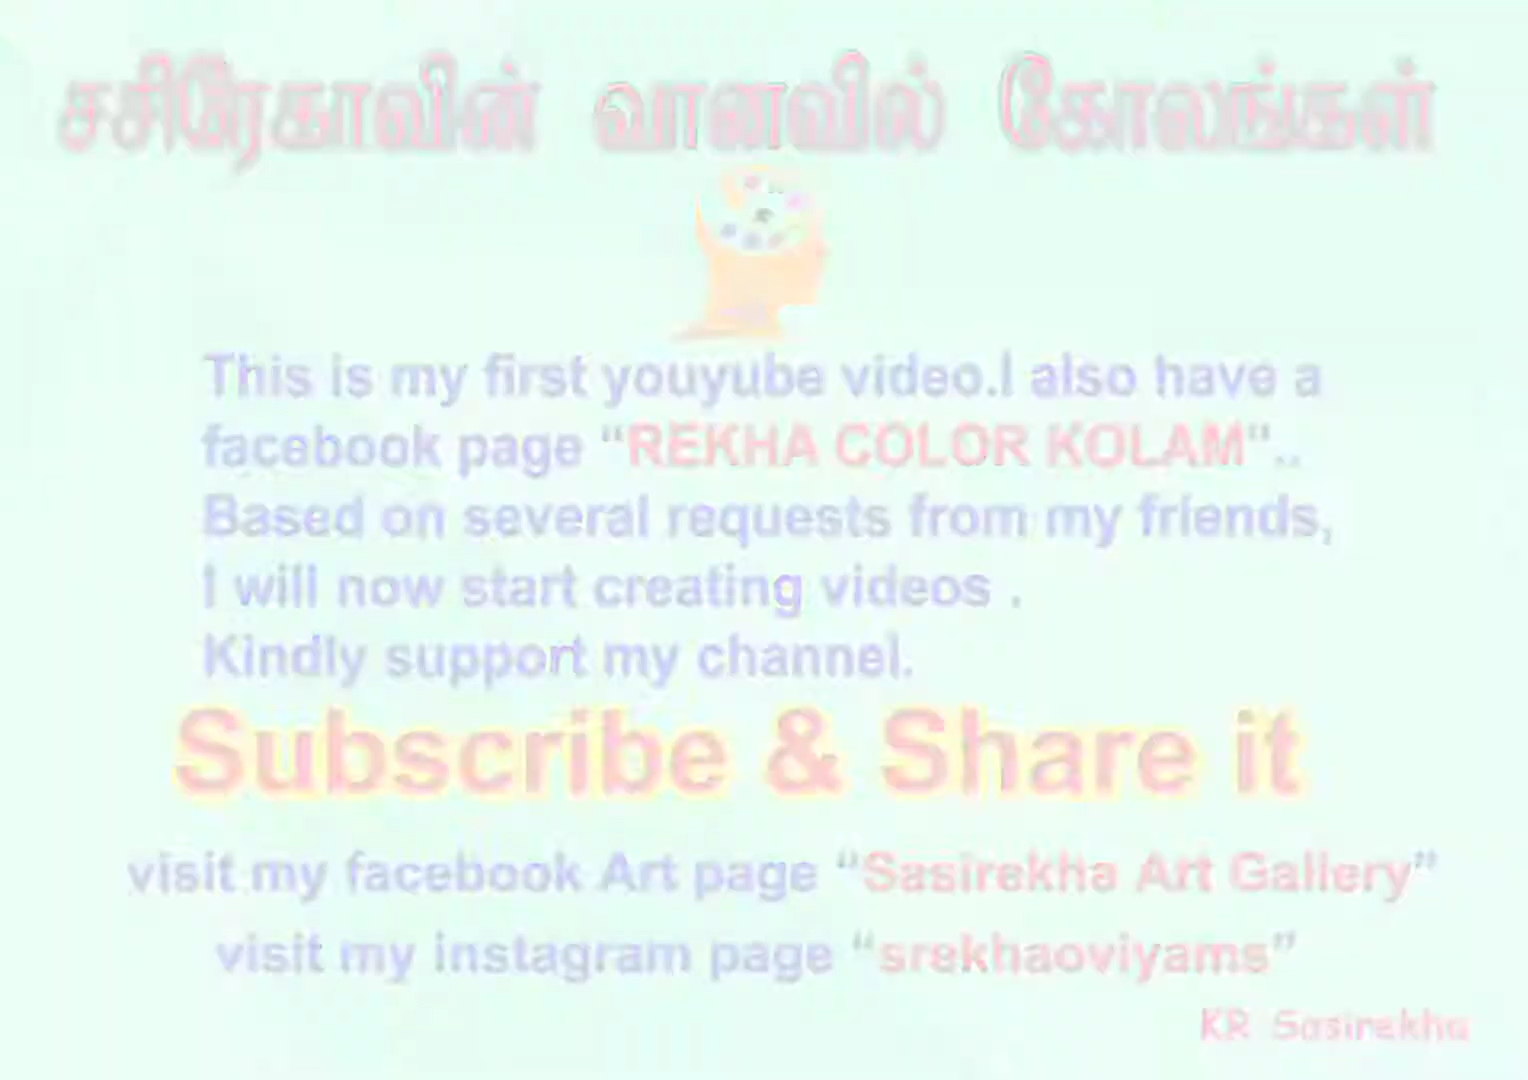 சசிரேகாவின் வானவில் கோலங்கள்
This is my first youyube video.I also have a
facebook page “REKHA COLOR KOLAM”..
Based on several requests from my friends,
I will now start creating videos .
Kindly support my channel.
Subscribe & Share it
visit my facebook Art page “Sasirekha Art Gallery”
visit my instagram page “srekhaoviyams”
KR Sasirekha